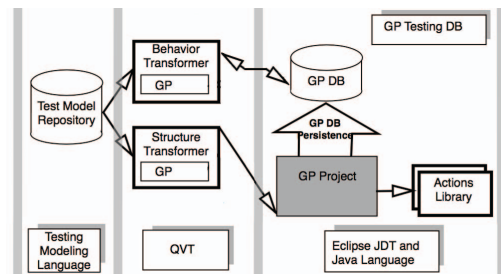 GP Testing DB
Behavior
Transformer
GP
GP DB
Test Model
Repository
GP DB
Persistence
Structure
Transformer
GP
GP Project
Actions
Library
Testing
Modeling
Language
QVT
Eclipse JDT and
Java Language